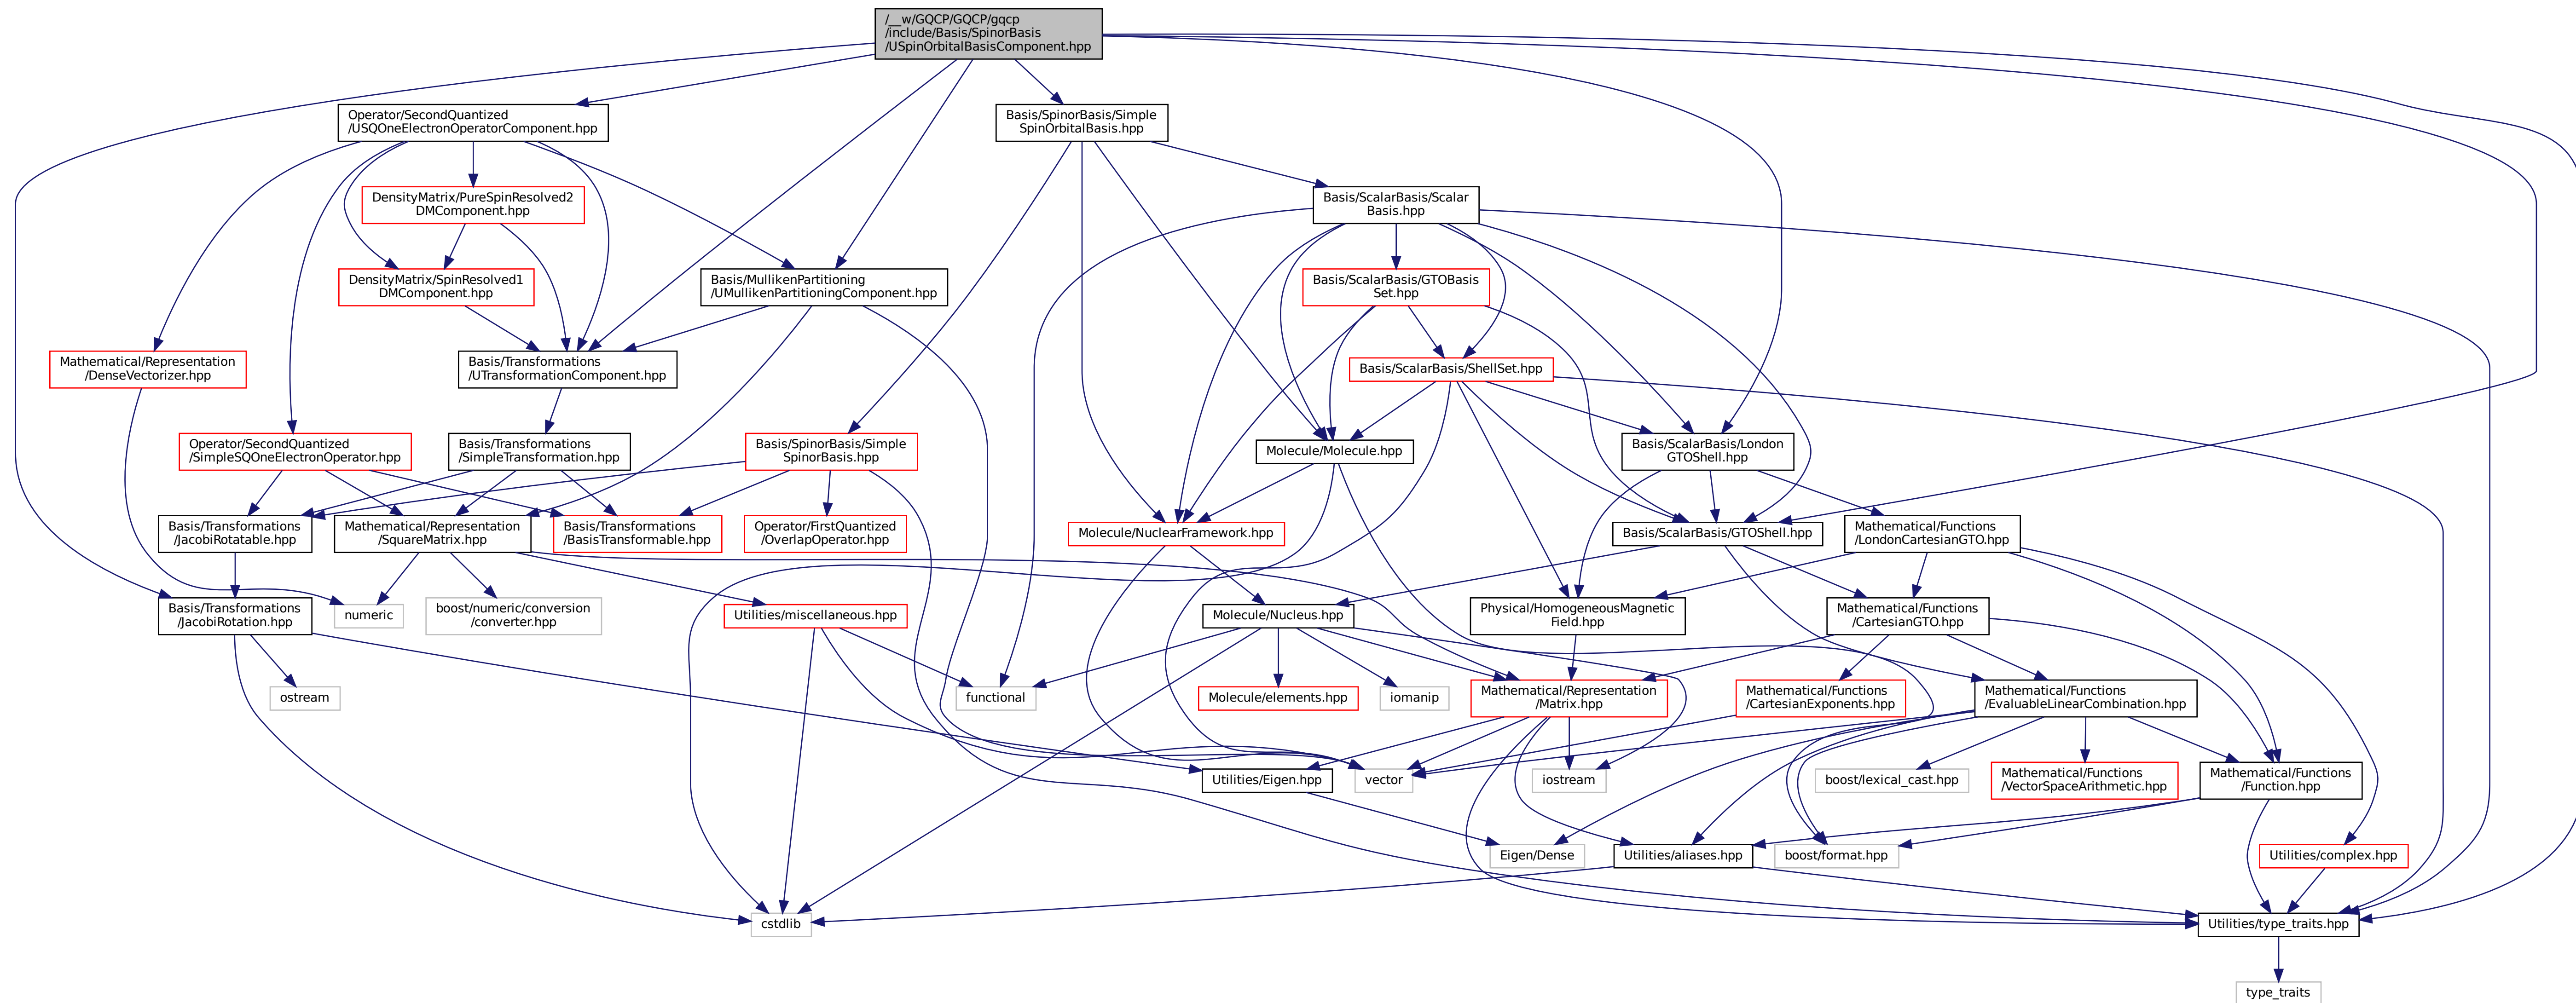 /__w/GQCP/GQCP/gqcp
/include/Basis/SpinorBasis
/USpinOrbitalBasisComponent.hpp
Operator/SecondQuantized
/USQOneElectronOperatorComponent.hpp
Basis/SpinorBasis/Simple
SpinOrbitalBasis.hpp
DensityMatrix/PureSpinResolved2
DMComponent.hpp
Basis/ScalarBasis/Scalar
Basis.hpp
DensityMatrix/SpinResolved1
DMComponent.hpp
Basis/MullikenPartitioning
/UMullikenPartitioningComponent.hpp
Basis/ScalarBasis/GTOBasis
Set.hpp
Mathematical/Representation
/DenseVectorizer.hpp
Basis/Transformations
/UTransformationComponent.hpp
Basis/ScalarBasis/ShellSet.hpp
Operator/SecondQuantized
/SimpleSQOneElectronOperator.hpp
Basis/Transformations
/SimpleTransformation.hpp
Basis/SpinorBasis/Simple
SpinorBasis.hpp
Molecule/Molecule.hpp
Basis/ScalarBasis/London
GTOShell.hpp
Basis/Transformations
/JacobiRotatable.hpp
Mathematical/Representation
/SquareMatrix.hpp
Basis/Transformations
/BasisTransformable.hpp
Operator/FirstQuantized
/OverlapOperator.hpp
Molecule/NuclearFramework.hpp
Basis/ScalarBasis/GTOShell.hpp
Mathematical/Functions
/LondonCartesianGTO.hpp
Basis/Transformations
/JacobiRotation.hpp
numeric
boost/numeric/conversion
/converter.hpp
Utilities/miscellaneous.hpp
Molecule/Nucleus.hpp
Physical/HomogeneousMagnetic
Field.hpp
Mathematical/Functions
/CartesianGTO.hpp
ostream
functional
Molecule/elements.hpp
iomanip
Mathematical/Representation
/Matrix.hpp
Mathematical/Functions
/CartesianExponents.hpp
Mathematical/Functions
/EvaluableLinearCombination.hpp
Utilities/Eigen.hpp
vector
iostream
boost/lexical_cast.hpp
Mathematical/Functions
/VectorSpaceArithmetic.hpp
Mathematical/Functions
/Function.hpp
Eigen/Dense
Utilities/aliases.hpp
boost/format.hpp
Utilities/complex.hpp
cstdlib
Utilities/type_traits.hpp
type_traits